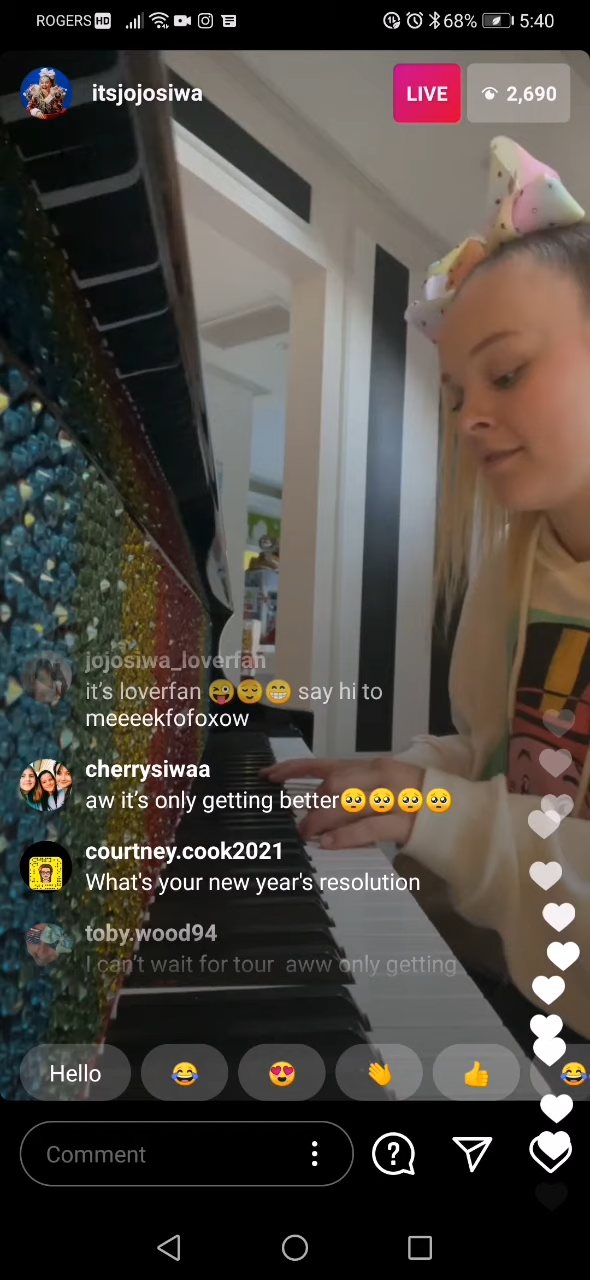 ROGERS HD 68% 5:40
itsjojosiwa LIVE 2,690
jojosiwa_loverfan
it's loverfan 😜😌😁 say hi to
meeeekfofoxow
cherrysiwaa
aw it's only getting better🥺🥺🥺🥺
courtney.cook2021
What's your new year's resolution
toby.wood94
I can't wait for tour aww only getting
Hello 😂 😍 👋 👍 😂
Comment